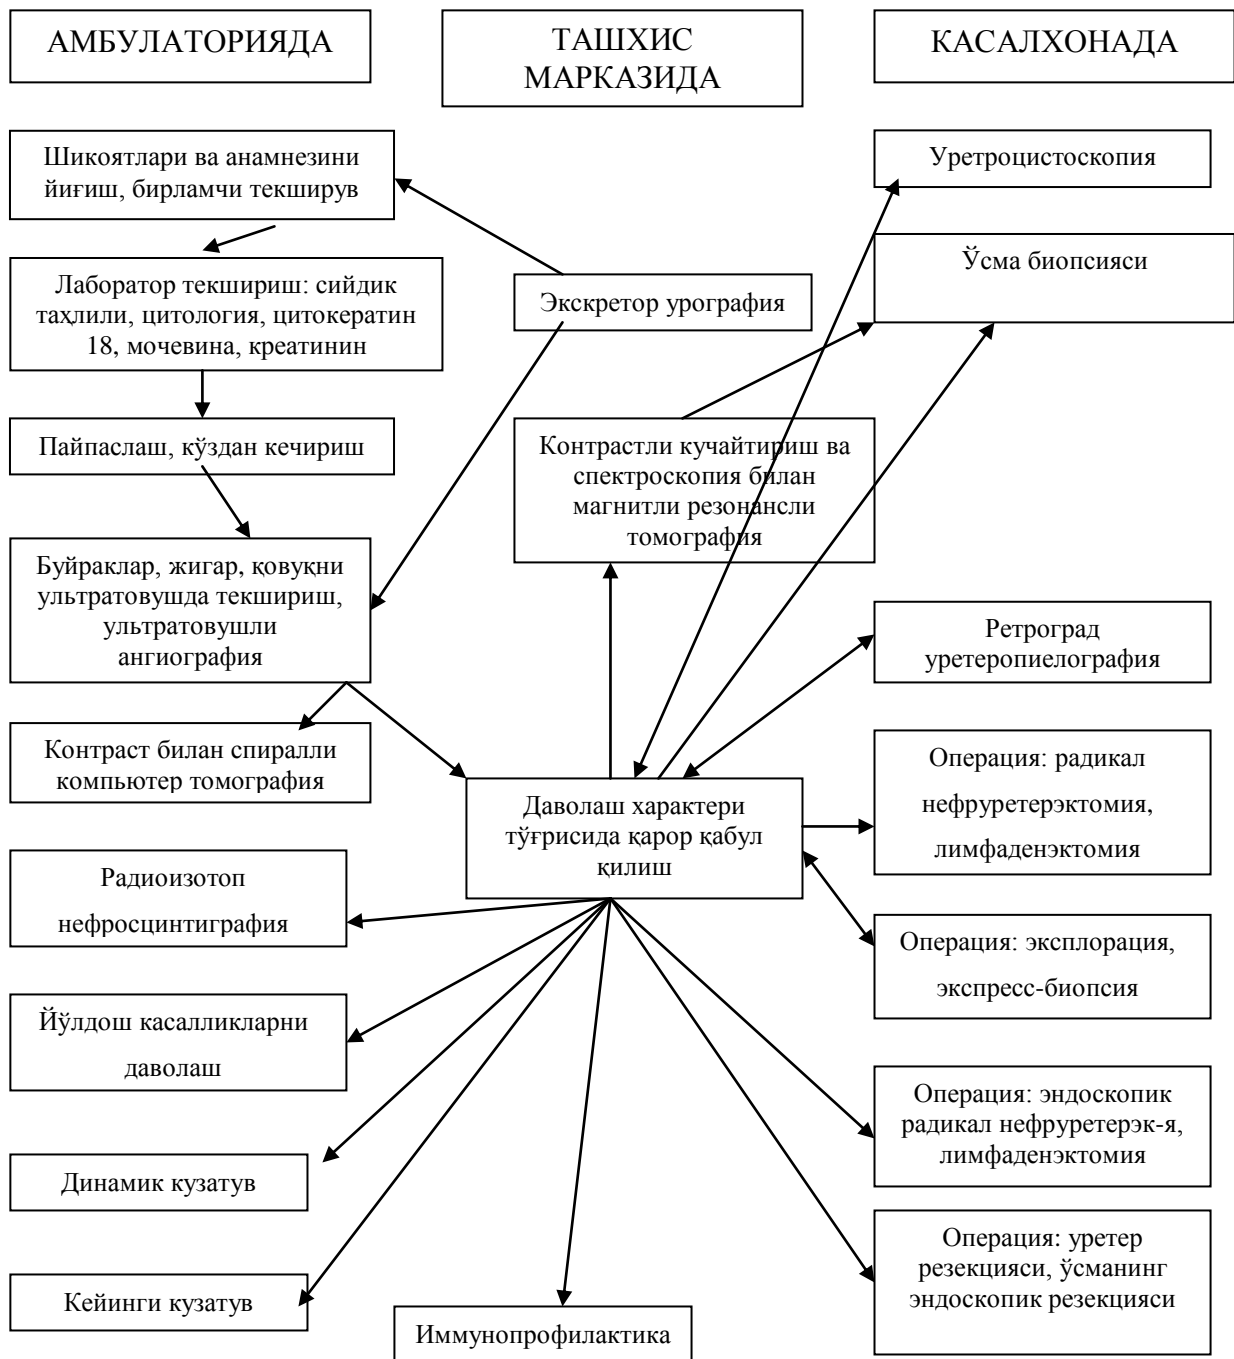 АМБУЛАТОРИЯДА
ТАШХИС
МАРКАЗИДА
КАСАЛХОНАДА
Шикоятлари ва анамнезини
йиғиш, бирламчи текширув
Уретроцистоскопия
Ўсма биопсияси
Лаборатор текшириш: сийдик
таҳлили, цитология, цитокератин
18, мочевина, креатинин
Экскретор урография
Пайпаслаш, кўздан кечириш
Контрастли кучайтириш ва
спектроскопия билан
магнитли резонансли
томография
Буйраклар, жигар, қовуқни
ультратовушда текшириш,
ультратовушли
ангиография
Ретроград
уретеропиелография
Контраст билан спиралли
компьютер томография
Даволаш характери
тўғрисида қарор қабул
қилиш
Операция: радикал
нефруретерэктомия,
лимфаденэктомия
Радиоизотоп
нефросцинтиграфия
Операция: эксплорация,
экспресс-биопсия
Йўлдош касалликларни
даволаш
Операция: эндоскопик
радикал нефруретерэк-я,
лимфаденэктомия
Динамик кузатув
Операция: уретер
резекцияси, ўсманинг
эндоскопик резекцияси
Кейинги кузатув
Иммунопрофилактика